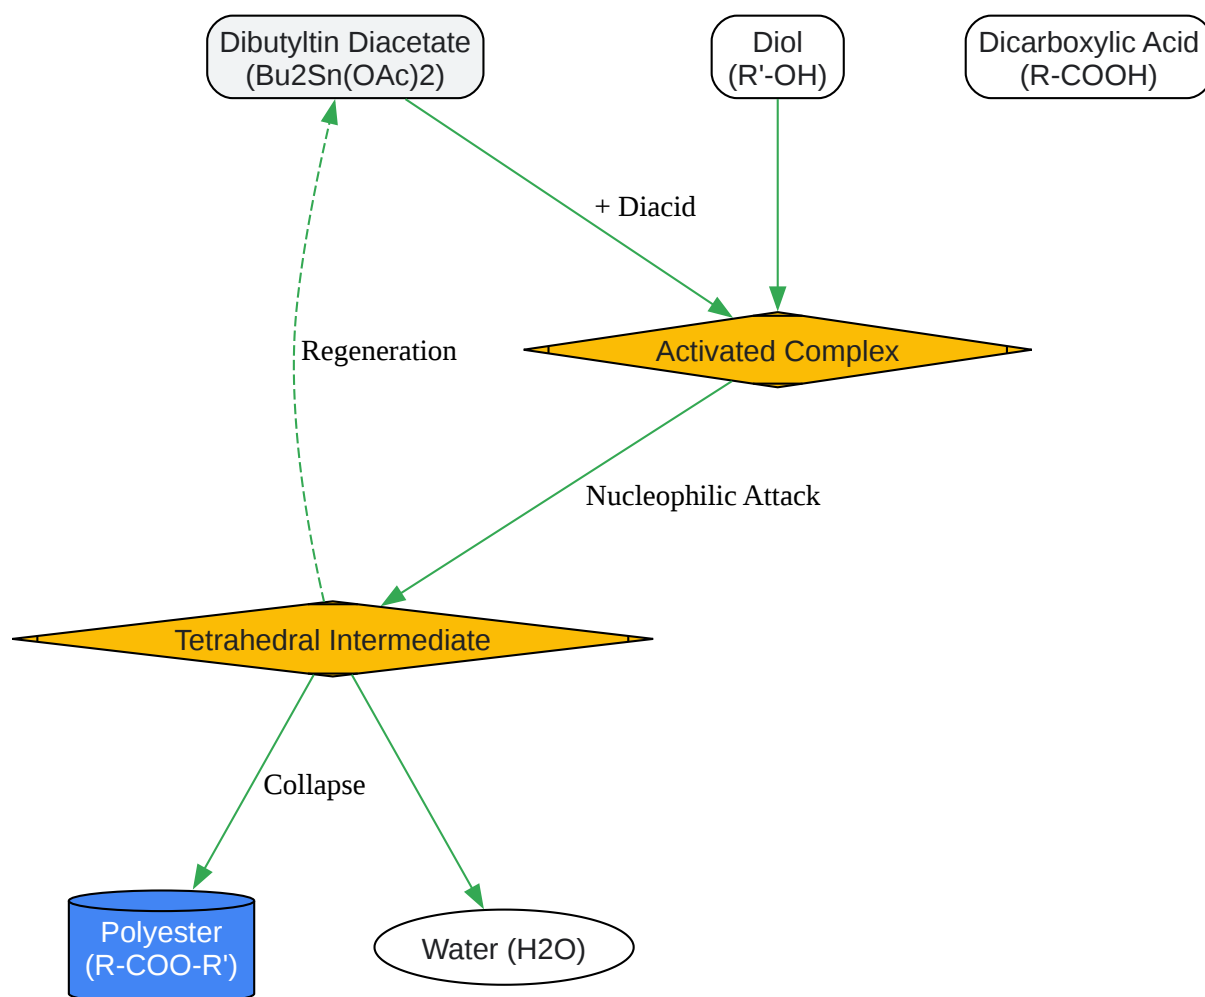 Dibutyltin Diacetate
(Bu2Sn(OAc)2)
Diol
(R'-OH)
Dicarboxylic Acid
(R-COOH)
+ Diacid
Regeneration
Activated Complex
Nucleophilic Attack
Tetrahedral Intermediate
Collapse
Polyester
(R-COO-R')
Water (H2O)